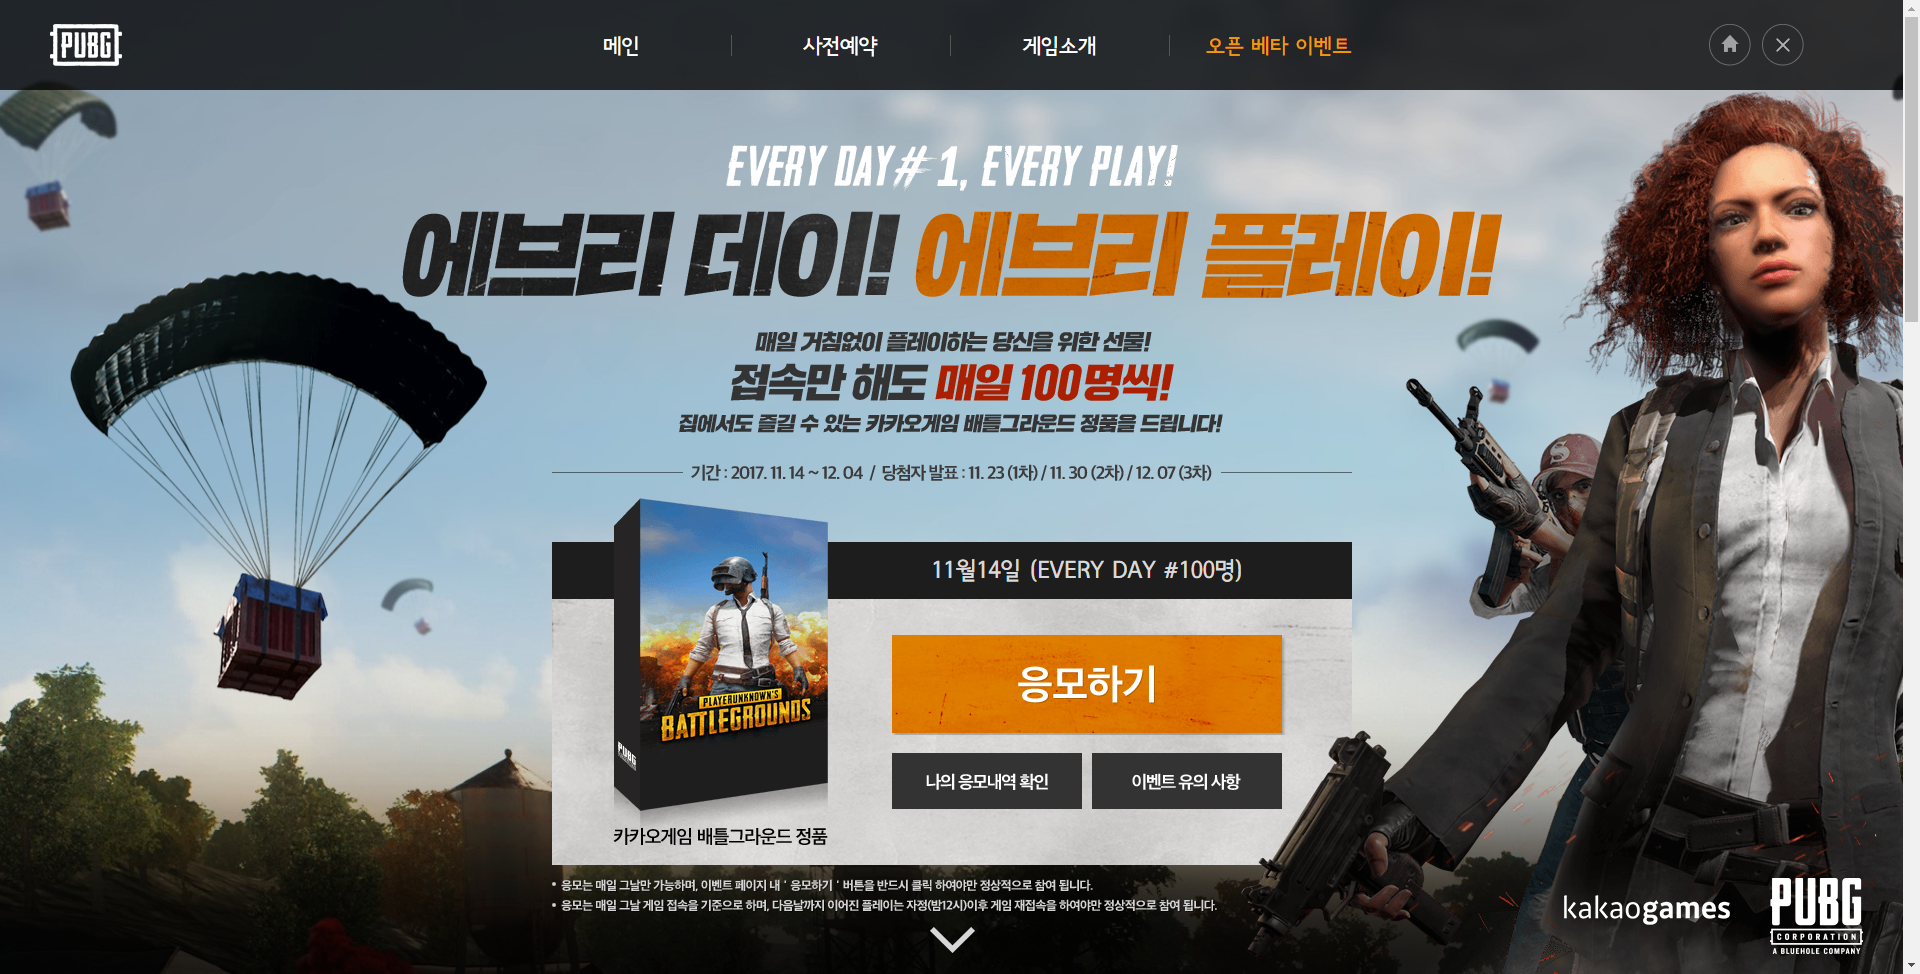 PUBG
메인
사전예약
게임소개
오픈 베타 이벤트
EVERY DAY#1, EVERY PLAY!
에브리 데이! 에브리 플레이!
매일 거침없이 플레이하는 당신을 위한 선물!
접속만 해도 매일 100명씩!
집에서도 즐길 수 있는 카카오게임 배틀그라운드 정품을 드립니다!
기간 : 2017. 11. 14 ~ 12. 04 / 당첨자 발표 : 11. 23 (1차) / 11. 30 (2차) / 12. 07 (3차)
11월14일 (EVERY DAY #100명)
PLAYERUNKNOWN'S
BATTLEGROUNDS
PUBG
응모하기
나의 응모내역 확인
이벤트 유의 사항
카카오게임 배틀그라운드 정품
• 응모는 매일 그날만 가능하며, 이벤트 페이지 내 ' 응모하기 ' 버튼을 반드시 클릭 하여야만 정상적으로 참여 됩니다.
• 응모는 매일 그날 게임 접속을 기준으로 하며, 다음날까지 이어진 플레이는 자정(밤12시)이후 게임 재접속을 하여야만 정상적으로 참여 됩니다.
kakaogames
PUBG
CORPORATION
A BLUEHOLE COMPANY